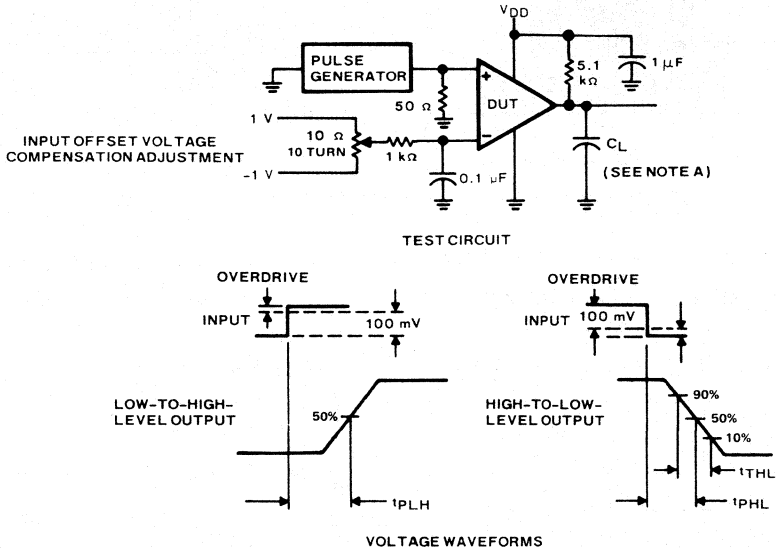 VDD
PULSE
GENERATOR
5.1
kΩ
1 μF
+
DUT
50 Ω
−
1 V
10 Ω
10 TURN
INPUT OFFSET VOLTAGE
COMPENSATION ADJUSTMENT
1 kΩ
-1 V
0.1 μF
CL
(SEE NOTE A)
TEST CIRCUIT
OVERDRIVE
INPUT
100 mV
LOW-TO-HIGH-
LEVEL OUTPUT
50%
tPLH
OVERDRIVE
INPUT
100 mV
HIGH-TO-LOW-
LEVEL OUTPUT
90%
50%
10%
tTHL
tPHL
VOLTAGE WAVEFORMS